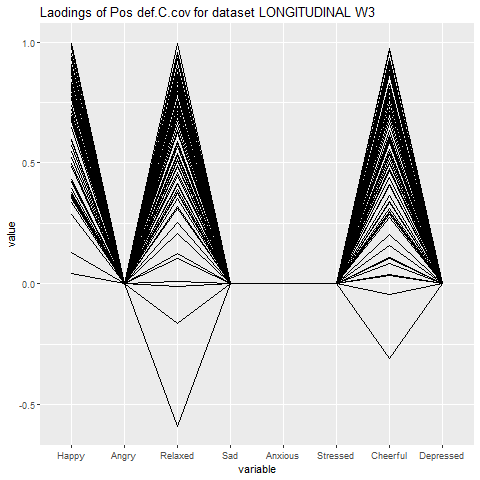 Laodings of Pos def.C.cov for dataset LONGITUDINAL W3
1.0
0.5
0.0
-0.5
value
Happy Angry Relaxed Sad Anxious Stressed Cheerful Depressed
variable